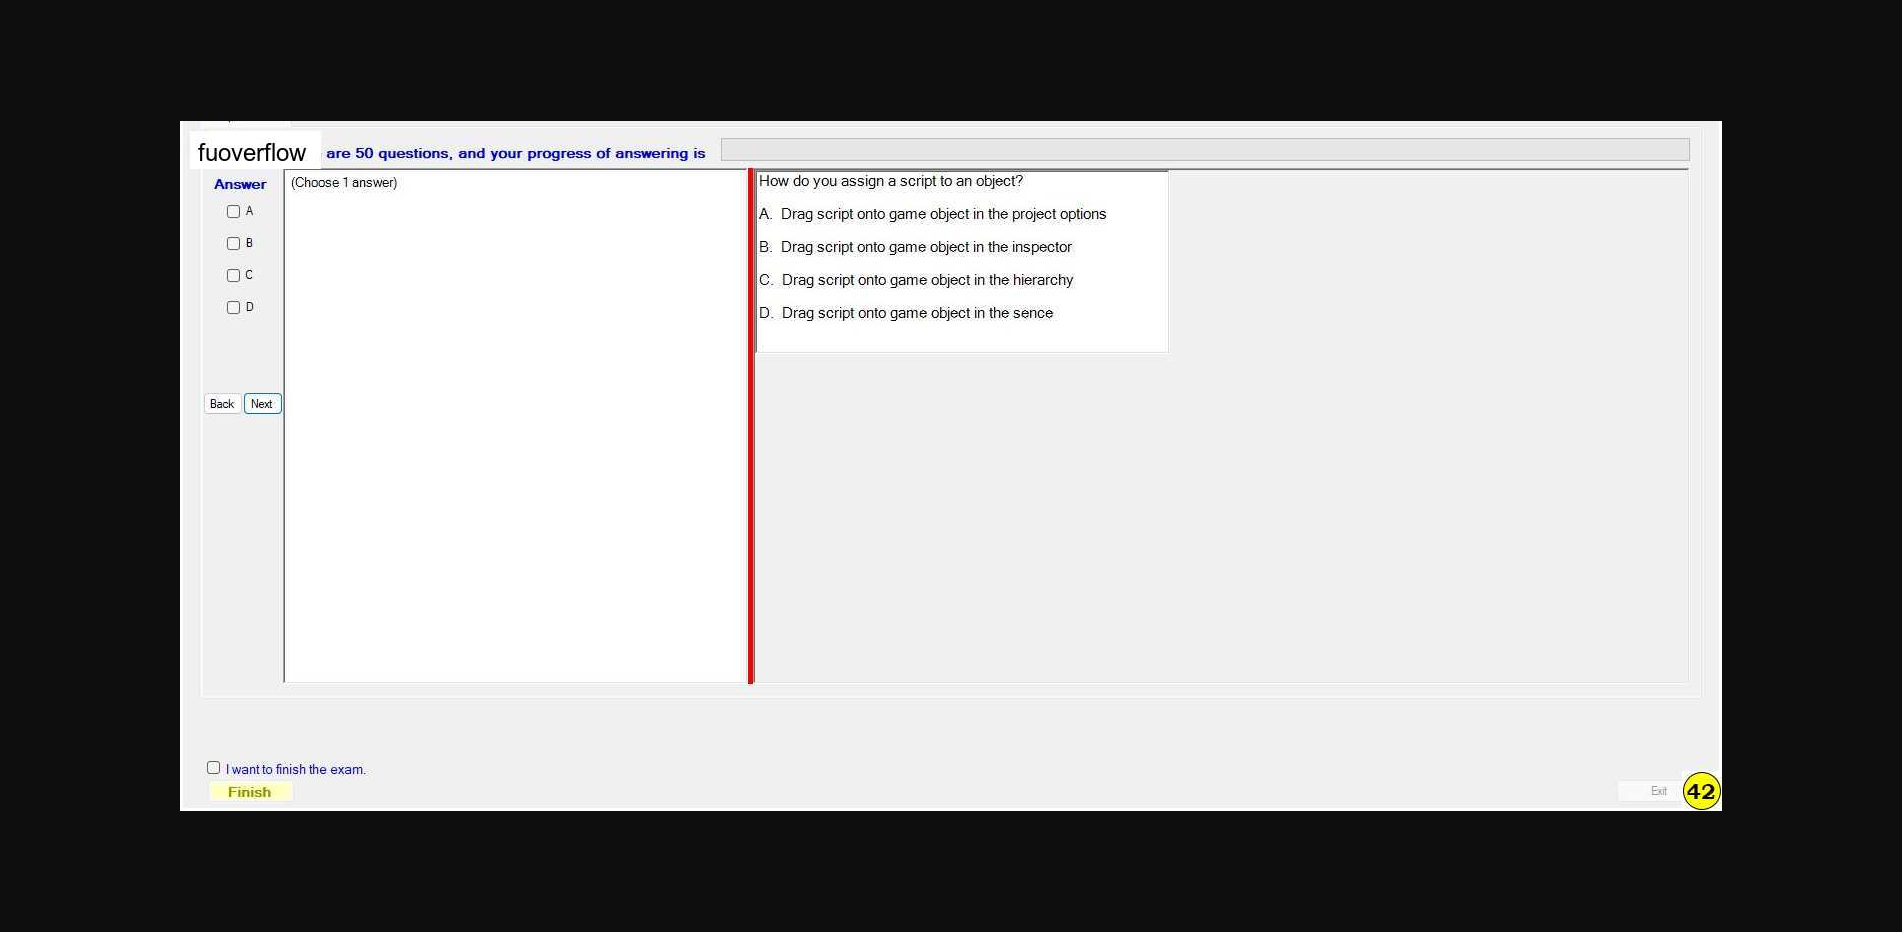 fuoverflow are 50 questions, and your progress of answering is
Answer
(Choose 1 answer)
A
B
C
D
Back Next
How do you assign a script to an object?
A. Drag script onto game object in the project options
B. Drag script onto game object in the inspector
C. Drag script onto game object in the hierarchy
D. Drag script onto game object in the sence
I want to finish the exam.
Finish
Exit
42